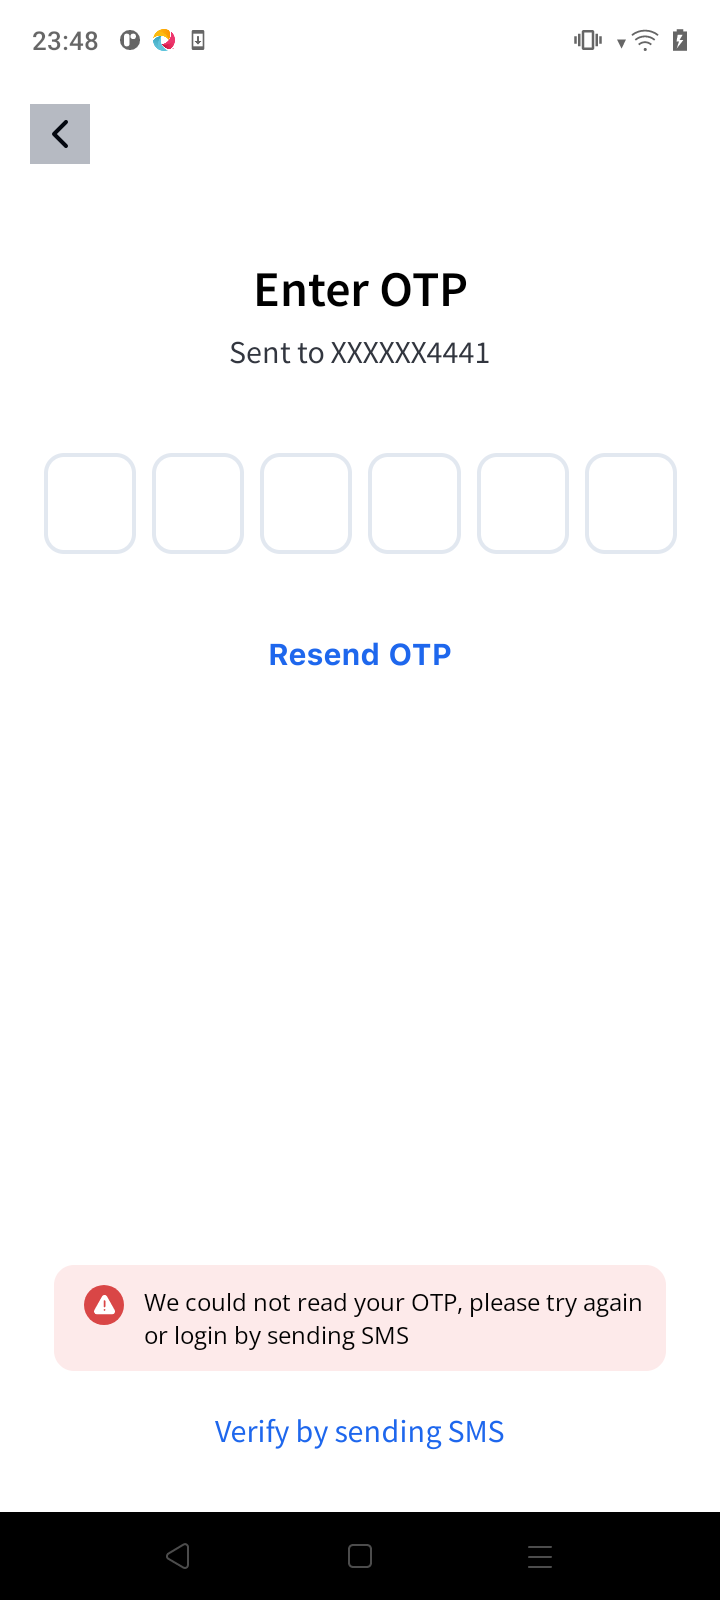 23:48
Enter OTP
Sent to XXXXXX4441
Resend OTP
We could not read your OTP, please try again
or login by sending SMS
Verify by sending SMS